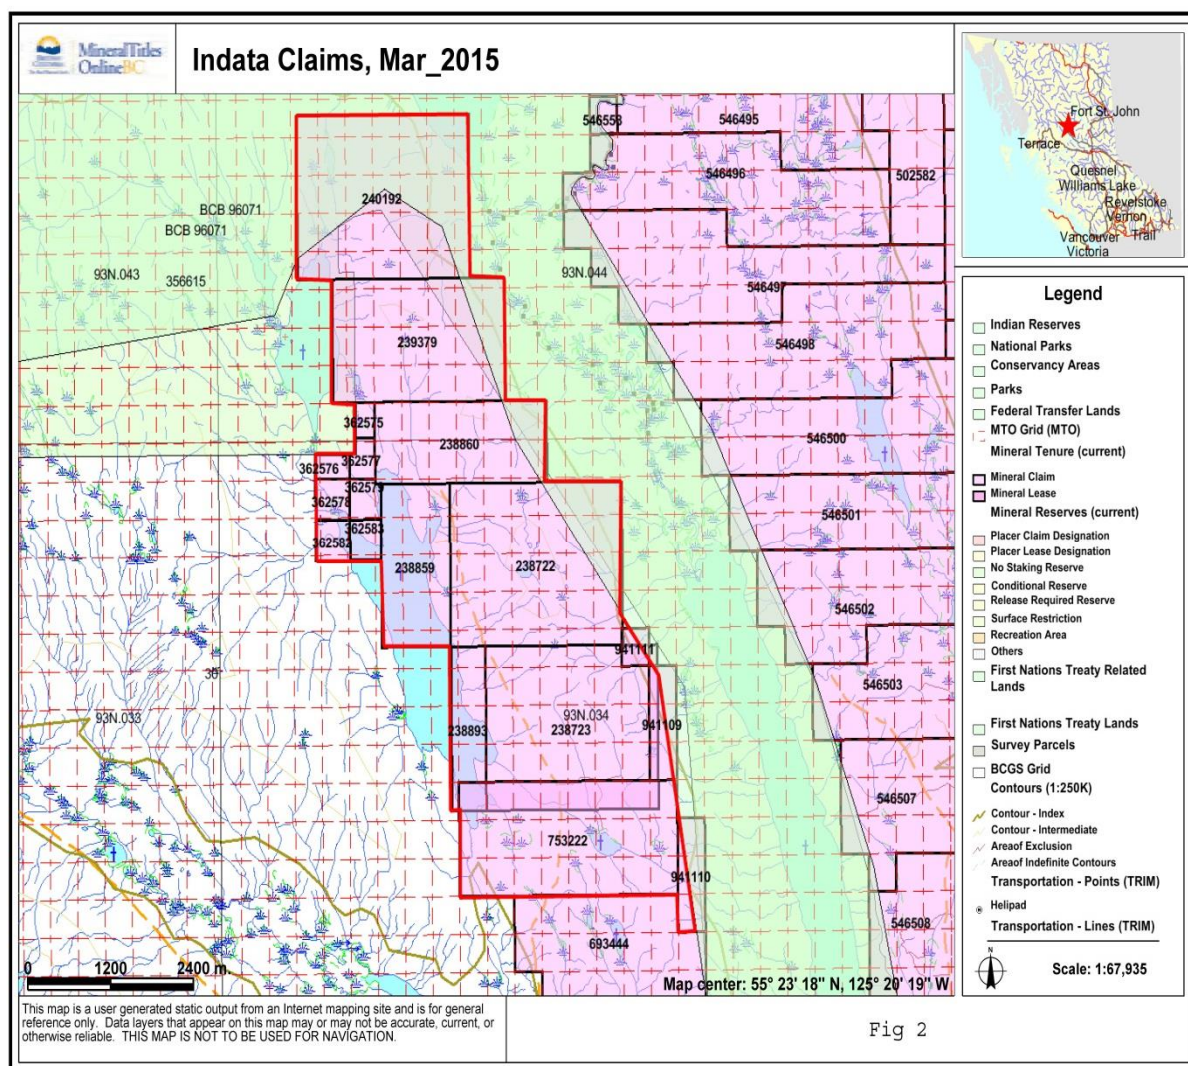 MineralTitles
OnlineBC
Indata Claims, Mar_2015
Fort St. John
Terrace
Quesnel
Williams Lake
Revelstoke
Vernon
Vancouver
Trail
Victoria
546553
546495
546496
502582
240192
BCB 96071
BCB 96071
93N.043
356615
93N.044
546497
239379
546498
362575
238860
546500
362577
362576
362579
362578
546501
362583
362582
238859
238722
546502
941111
546503
36
93N.033
93N.034
238893
238723
941109
546507
753222
941110
546508
693444
0 1200 2400 m.
Map center: 55° 23' 18" N, 125° 20' 19" W
Legend
Indian Reserves
National Parks
Conservancy Areas
Parks
Federal Transfer Lands
MTO Grid (MTO)
Mineral Tenure (current)
Mineral Claim
Mineral Lease
Mineral Reserves (current)
Placer Claim Designation
Placer Lease Designation
No Staking Reserve
Conditional Reserve
Release Required Reserve
Surface Restriction
Recreation Area
Others
First Nations Treaty Related
Lands
First Nations Treaty Lands
Survey Parcels
BCGS Grid
Contours (1:250K)
Contour - Index
Contour - Intermediate
Areaof Exclusion
Areaof Indefinite Contours
Transportation - Points (TRIM)
Helipad
Transportation - Lines (TRIM)
N
Scale: 1:67,935
This map is a user generated static output from an Internet mapping site and is for general
reference only. Data layers that appear on this map may or may not be accurate, current, or
otherwise reliable. THIS MAP IS NOT TO BE USED FOR NAVIGATION.
Fig 2